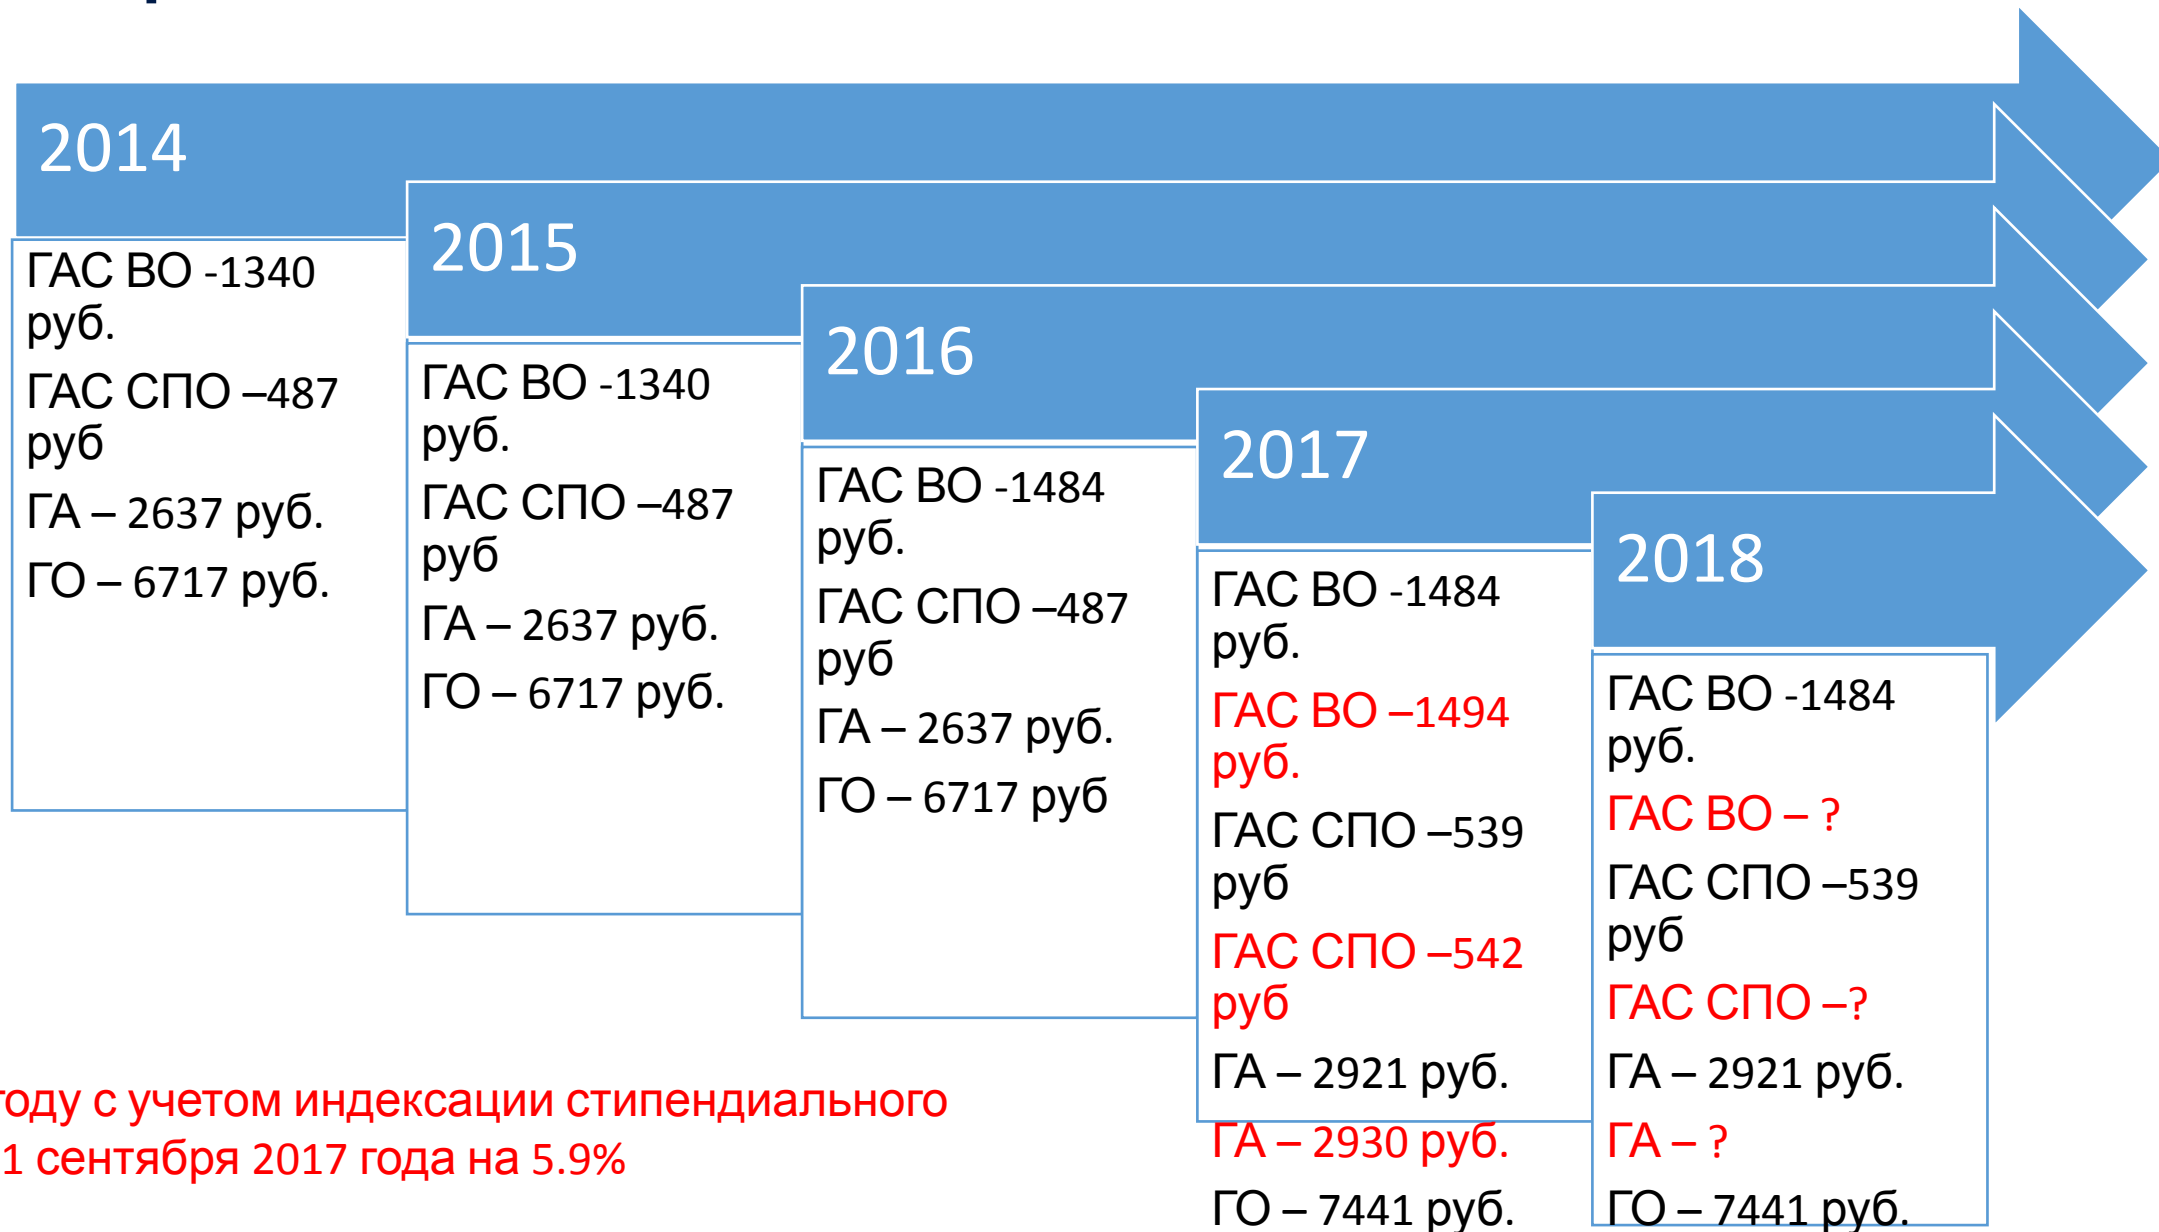 2014
ГАС ВО -1340
руб.
ГАС СПО –487
руб
ГА – 2637 руб.
ГО – 6717 руб.
2015
ГАС ВО -1340
руб.
ГАС СПО –487
руб
ГА – 2637 руб.
ГО – 6717 руб.
2016
ГАС ВО -1484
руб.
ГАС СПО –487
руб
ГА – 2637 руб.
ГО – 6717 руб
2017
ГАС ВО -1484
руб.
ГАС ВО –1494
руб.
ГАС СПО –539
руб
ГАС СПО –542
руб
ГА – 2921 руб.
ГА – 2930 руб.
ГО – 7441 руб.
2018
ГАС ВО -1484
руб.
ГАС ВО – ?
ГАС СПО –539
руб
ГАС СПО –?
ГА – 2921 руб.
ГА – ?
ГО – 7441 руб.
году с учетом индексации стипендиального
1 сентября 2017 года на 5.9%